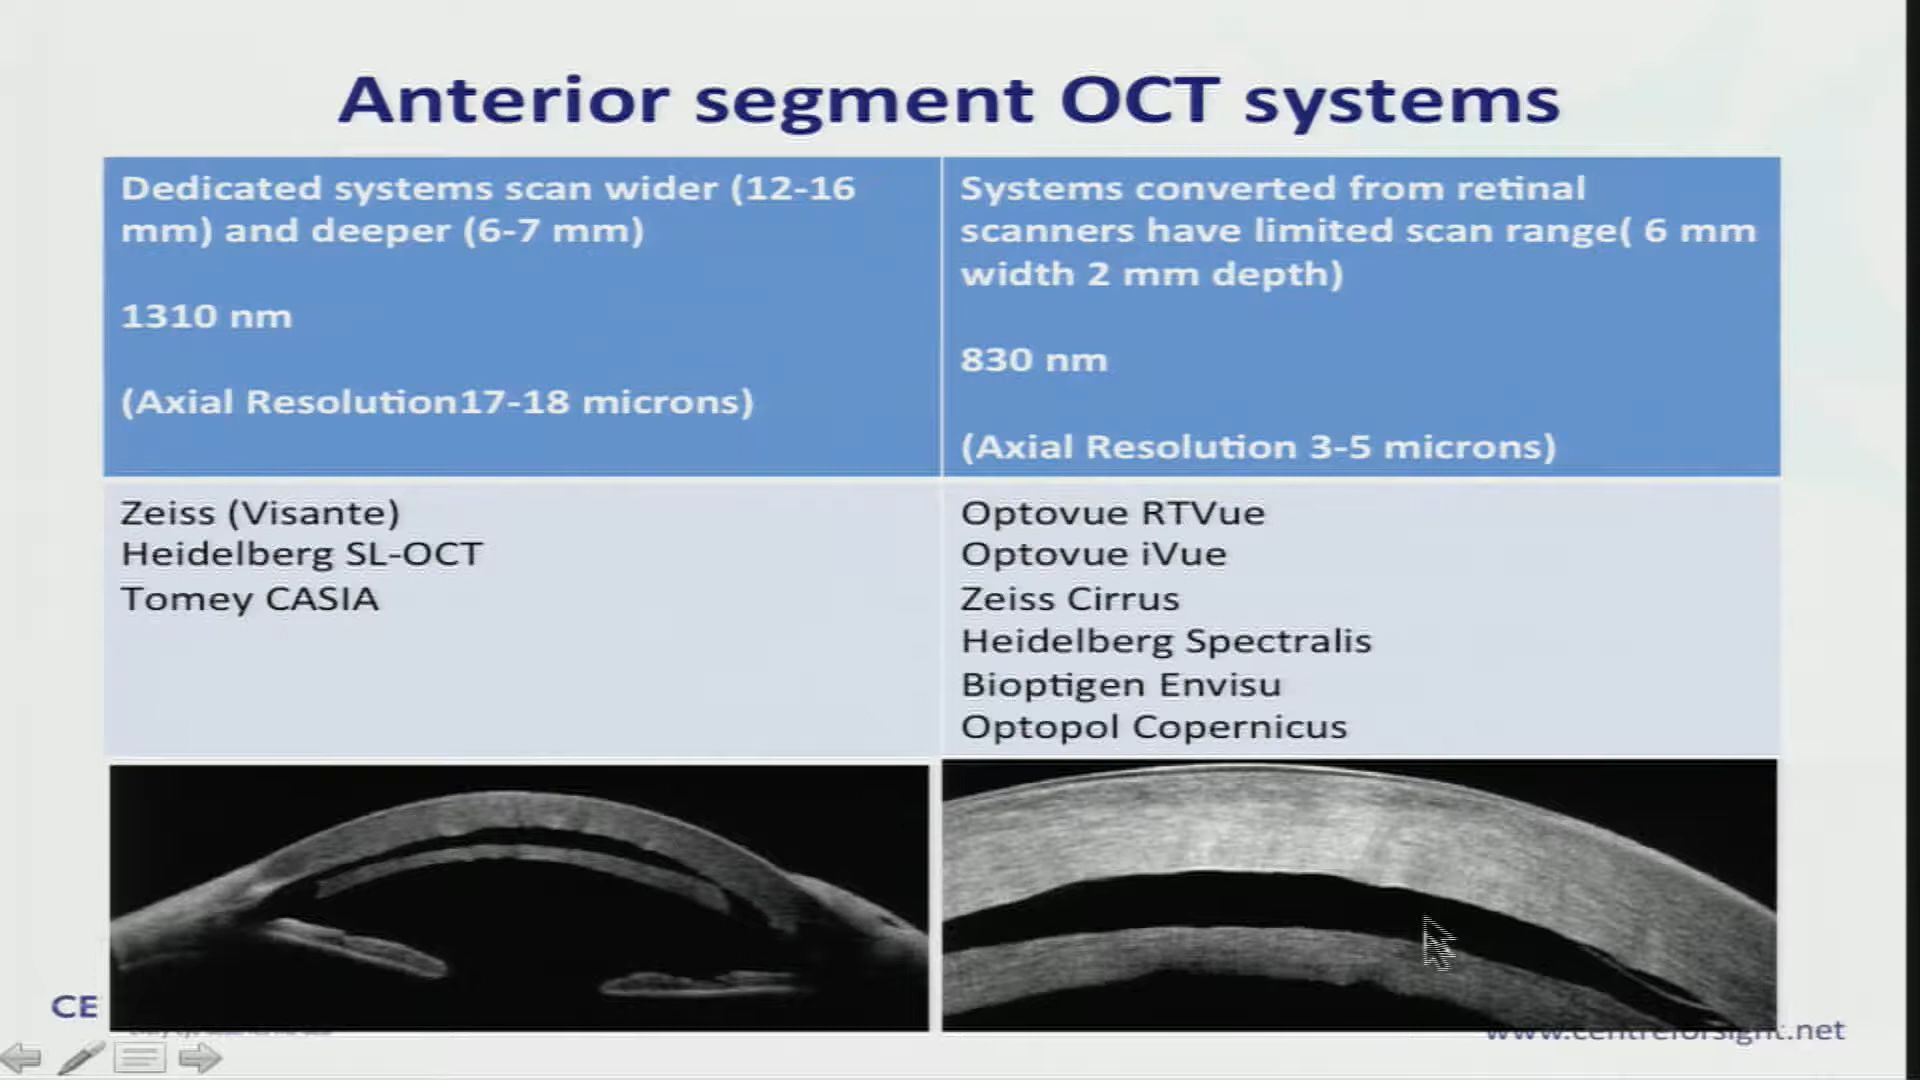 Anterior segment OCT systems
Dedicated systems scan wider (12-16
mm) and deeper (6-7 mm)
1310 nm
(Axial Resolution17-18 microns)
Systems converted from retinal
scanners have limited scan range( 6 mm
width 2 mm depth)
830 nm
(Axial Resolution 3-5 microns)
Zeiss (Visante)
Heidelberg SL-OCT
Tomey CASIA
Optovue RTVue
Optovue iVue
Zeiss Cirrus
Heidelberg Spectralis
Bioptigen Envisu
Optopol Copernicus
CE
www.centreforsight.net